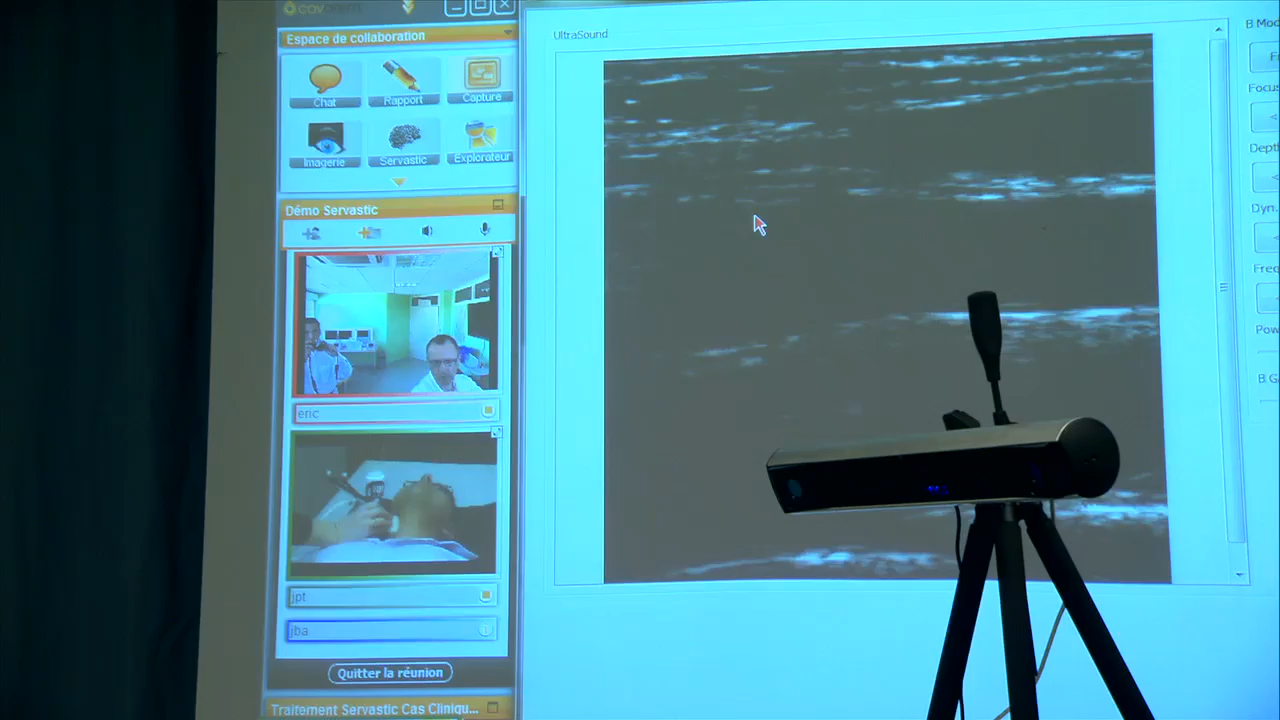 Espace de collaboration
Chat
Rapport
Capture
Imagerie
Servastic
Explorateur
Démo Servastic
eric
jpt
jba
Quitter la réunion
Traitement Servastic Cas Cliniqu...
UltraSound
B Mod
Focus
Depth
Dyn.
Freq
Pow
B G